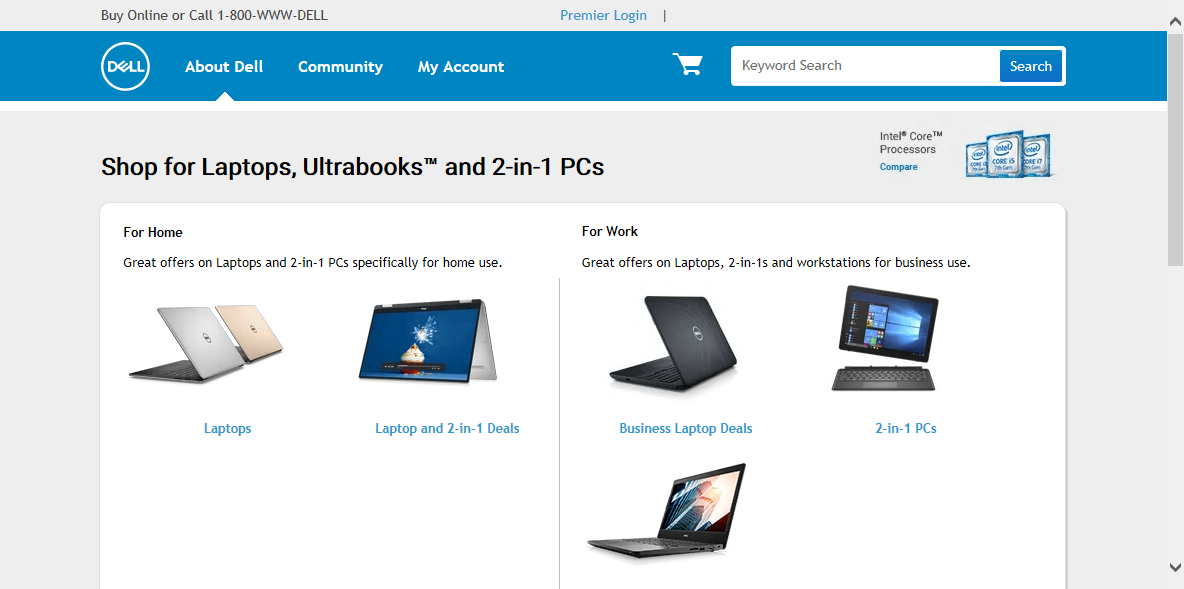 Buy Online or Call 1-800-WWW-DELL
Premier Login |
DELL
About Dell
Community
My Account
Keyword Search
Search
Shop for Laptops, Ultrabooks™ and 2-in-1 PCs
Intel® Core™
Processors
Compare
intel
CORE i5
7th Gen
intel
CORE i7
7th Gen
For Home
Great offers on Laptops and 2-in-1 PCs specifically for home use.
For Work
Great offers on Laptops, 2-in-1s and workstations for business use.
Laptops
Laptop and 2-in-1 Deals
Business Laptop Deals
2-in-1 PCs